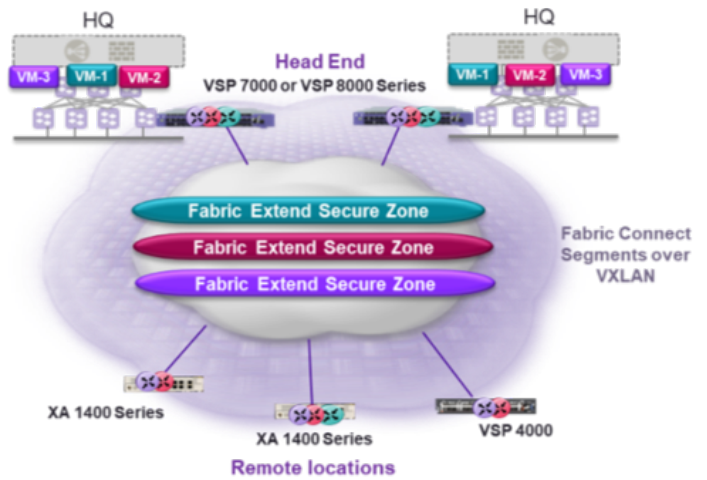 HQ
HQ
Head End
VSP 7000 or VSP 8000 Series
VM-3
VM-1
VM-2
VM-1
VM-2
VM-3
Fabric Extend Secure Zone
Fabric Extend Secure Zone
Fabric Extend Secure Zone
Fabric Connect
Segments over
VXLAN
XA 1400 Series
XA 1400 Series
VSP 4000
Remote locations